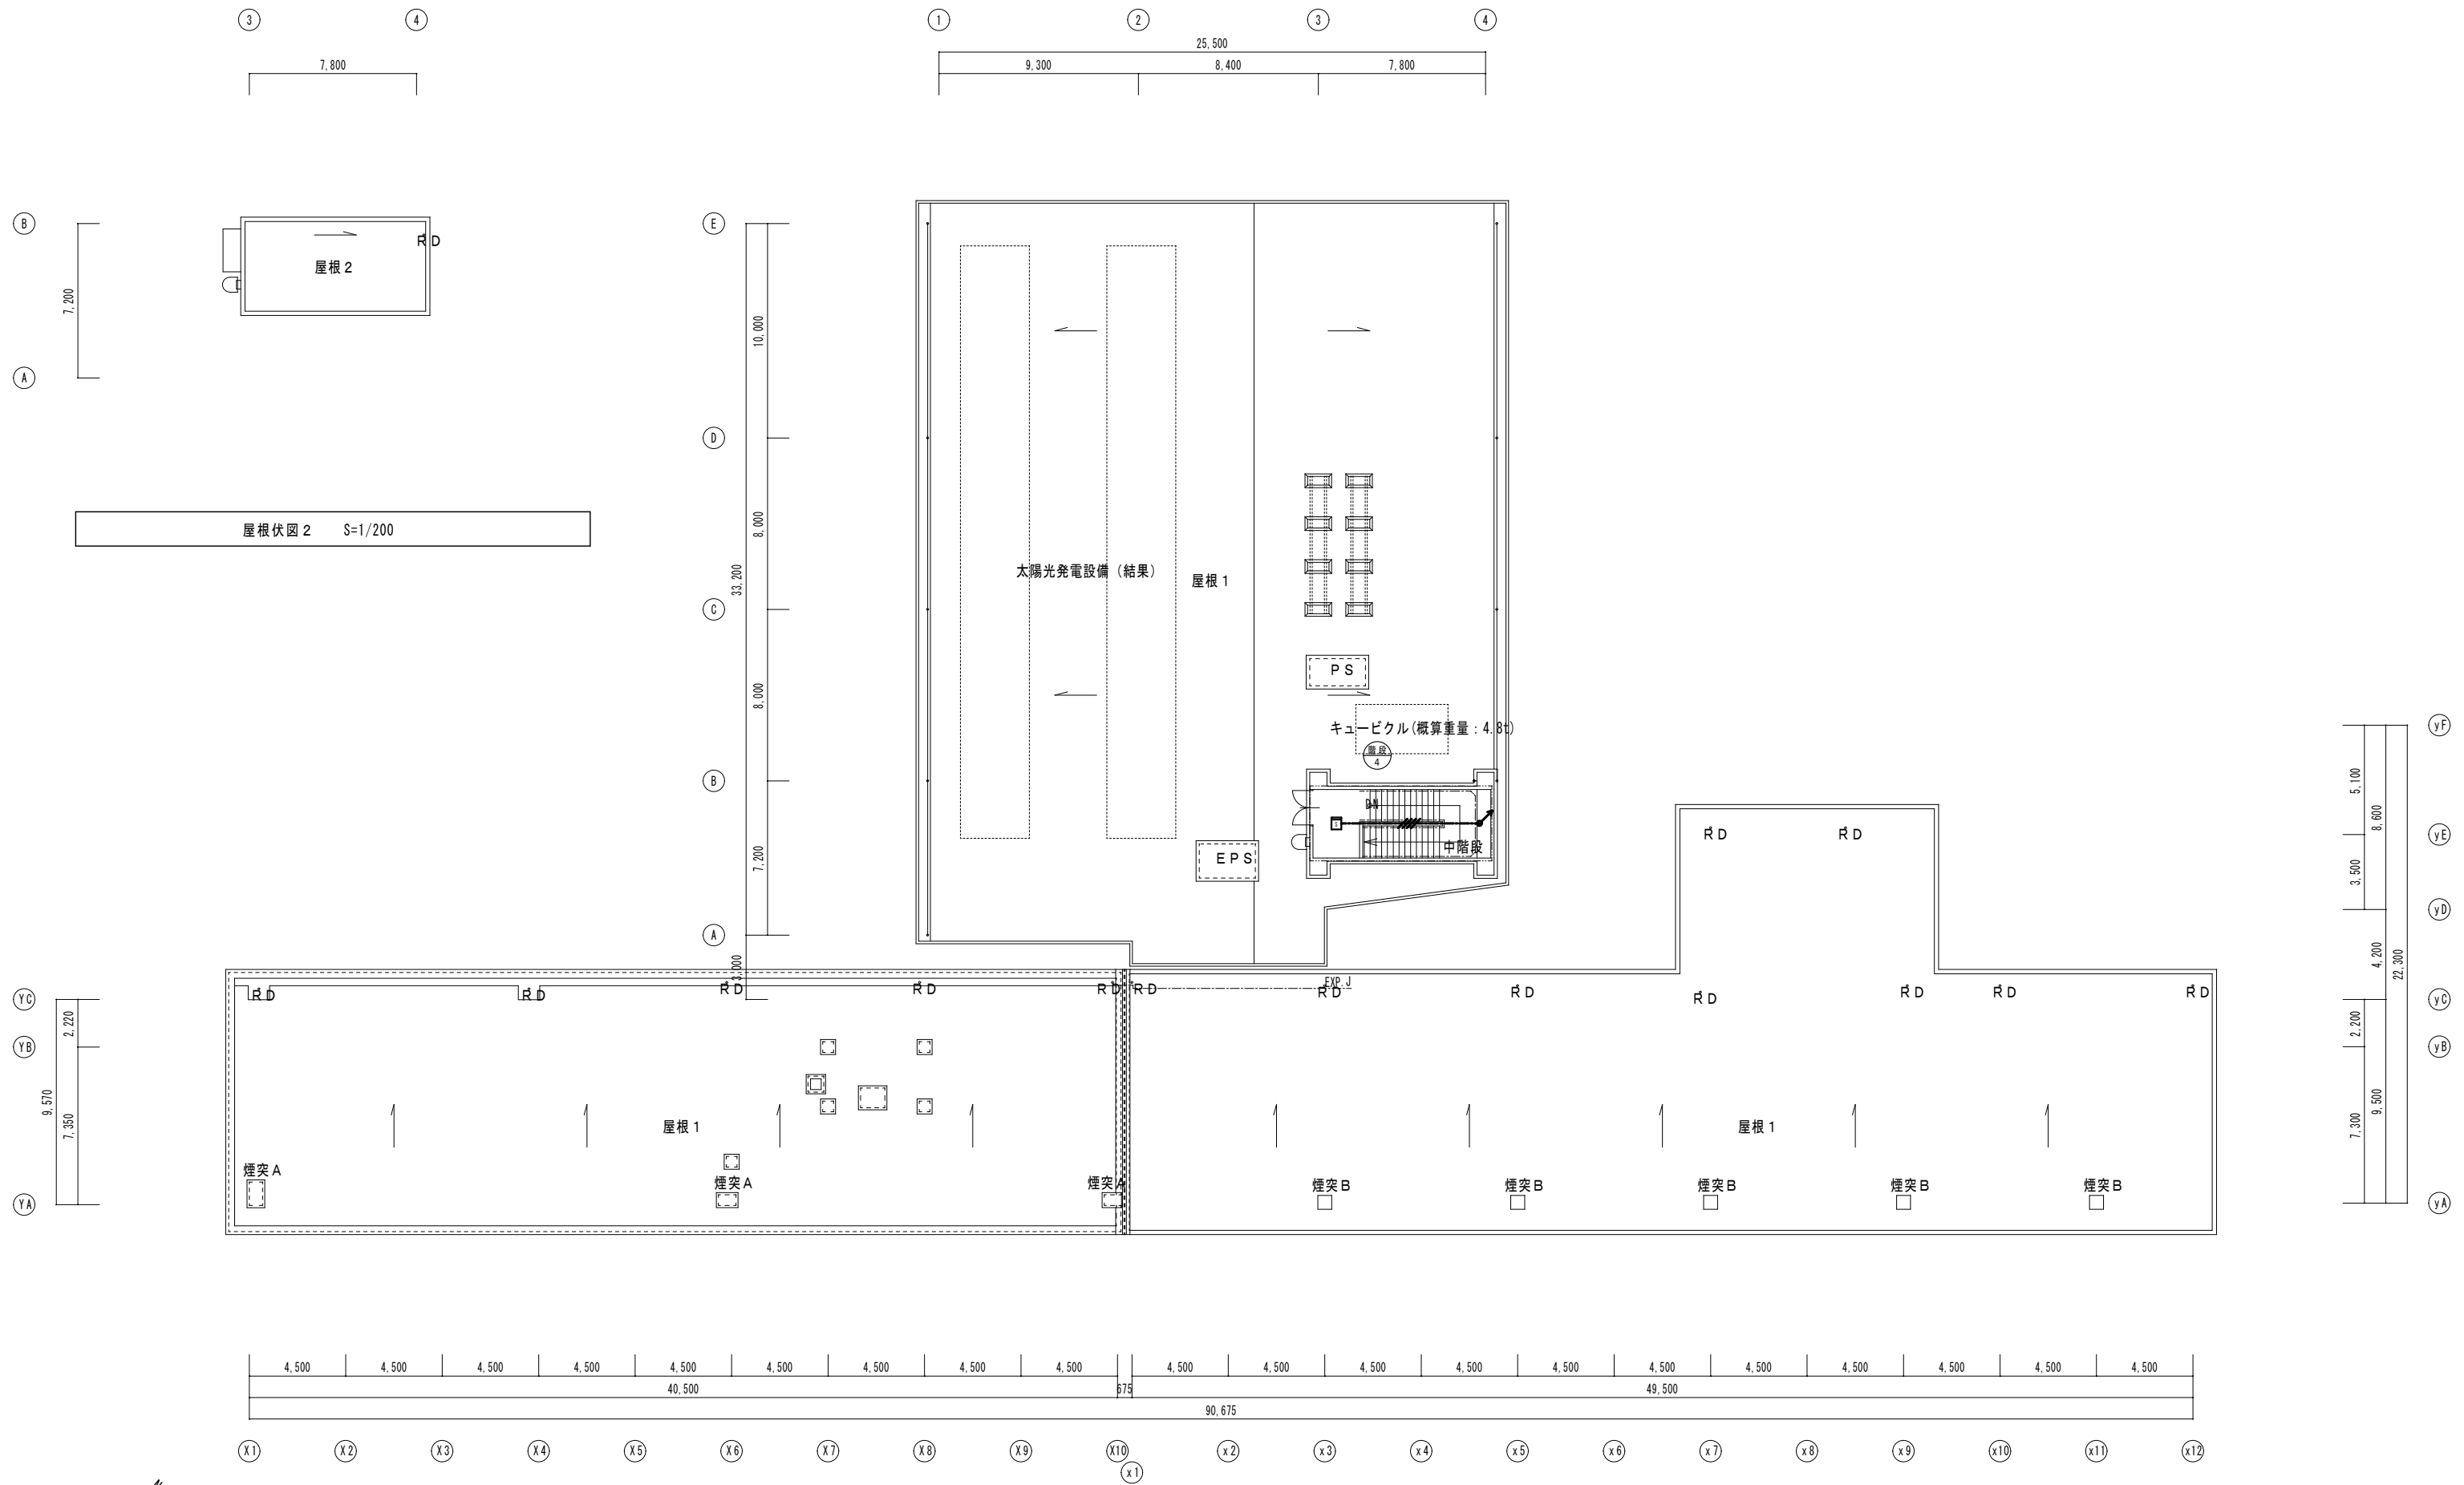 3 4 1 2 3 4
25,500
7,800 9,300 8,400 7,800
B E
RD
屋根2
7,200
10,000
A
D
屋根伏図2 S=1/200
8,000
太陽光発電設備(結果)
屋根1
33,200
C
PS
8,000
キュービクル(概算重量:4.8t)
階段
4
yF
B
5,100
8,600
DN
S
RD RD
yE
中階段
EPS
7,200
3,500
yD
A
4,200
22,300
3,000
EXP.J
YC
RD RD RD RD RD RD RD RD RD RD RD RD
yC
2,220
2,200
YB
yB
9,570
7,350
9,500
7,300
屋根1 屋根1
煙突A 煙突A 煙突A 煙突B 煙突B 煙突B 煙突B 煙突B
YA
yA
4,500 4,500 4,500 4,500 4,500 4,500 4,500 4,500 4,500 4,500 4,500 4,500 4,500 4,500 4,500 4,500 4,500 4,500 4,500 4,500
40,500 675 49,500
90,675
X1 X2 X3 X4 X5 X6 X7 X8 X9 X10 x2 x3 x4 x5 x6 x7 x8 x9 x10 x11 x12
x1